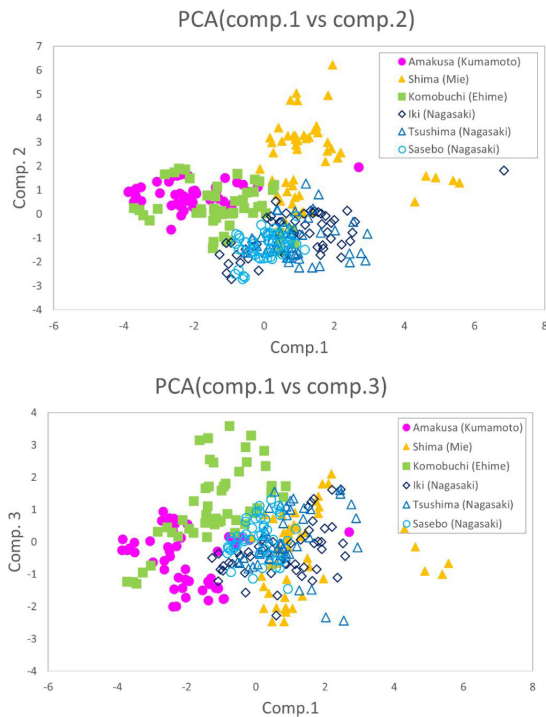 PCA(comp.1 vs comp.2)
7
6
5
4
3
2
1
0
-1
-2
-3
-4
Comp. 2
Amakusa (Kumamoto)
Shima (Mie)
Komobuchi (Ehime)
Iki (Nagasaki)
Tsushima (Nagasaki)
Sasebo (Nagasaki)
-6 -4 -2 0 2 4 6 8
Comp.1
PCA(comp.1 vs comp.3)
4
3
2
1
0
-1
-2
-3
-4
Comp. 3
Amakusa (Kumamoto)
Shima (Mie)
Komobuchi (Ehime)
Iki (Nagasaki)
Tsushima (Nagasaki)
Sasebo (Nagasaki)
-6 -4 -2 0 2 4 6 8
Comp.1